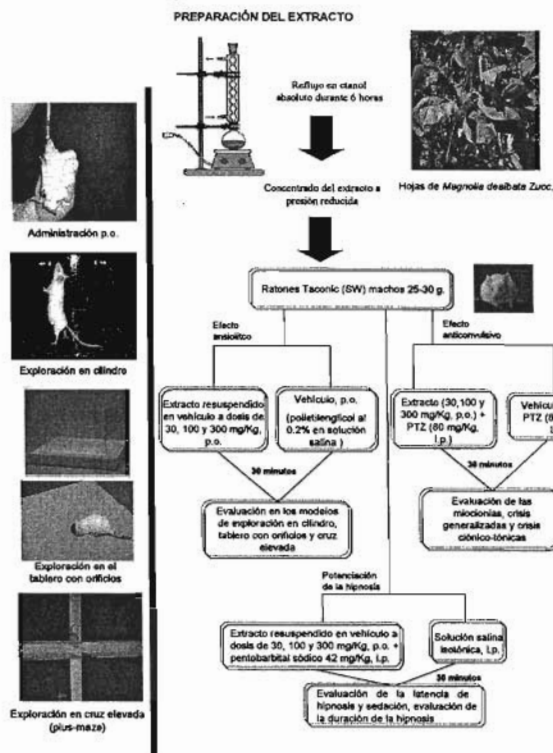 PREPARACIÓN DEL EXTRACTO
Reflujo en etanol
absoluto durante 6 horas
Concentrado del extracto a
presión reducida
Hojas de Magnolia dealbata Zucc.
Administración p.o.
Exploración en cilindro
Exploración en el
tablero con orificios
Exploración en cruz elevada
(plus-maze)
Ratones Taconic (SW) machos 25-30 g.
Efecto
ansiolítco
Extracto resuspendido
en vehículo a dosis de
30, 100 y 300 mg/Kg,
p.o.
Vehículo, p.o.
(polietilenglicol al
0.2% en solución
salina )
30 minutos
Evaluación en los modelos
de exploración en cilindro,
tablero con orificios y cruz
elevada
Efecto
anticonvulsivo
Extracto (30,100 y
300 mg/Kg, p.o.) +
PTZ (80 mg/Kg,
i.p.)
Vehícu
PTZ (8
30 minutos
Evaluación de las
mioclonias, crisis
generalizadas y crisis
clónico-tónicas
Potenciación
de la hipnosis
Extracto resuspendido en vehículo a
dosis de 30, 100 y 300 mg/Kg, p.o. +
pentobarbital sódico 42 mg/Kg, i.p.
Solución salina
isotónica, i.p.
30 minutos
Evaluación de la latencia de
hipnosis y sedación, evaluación de
la duración de la hipnosis